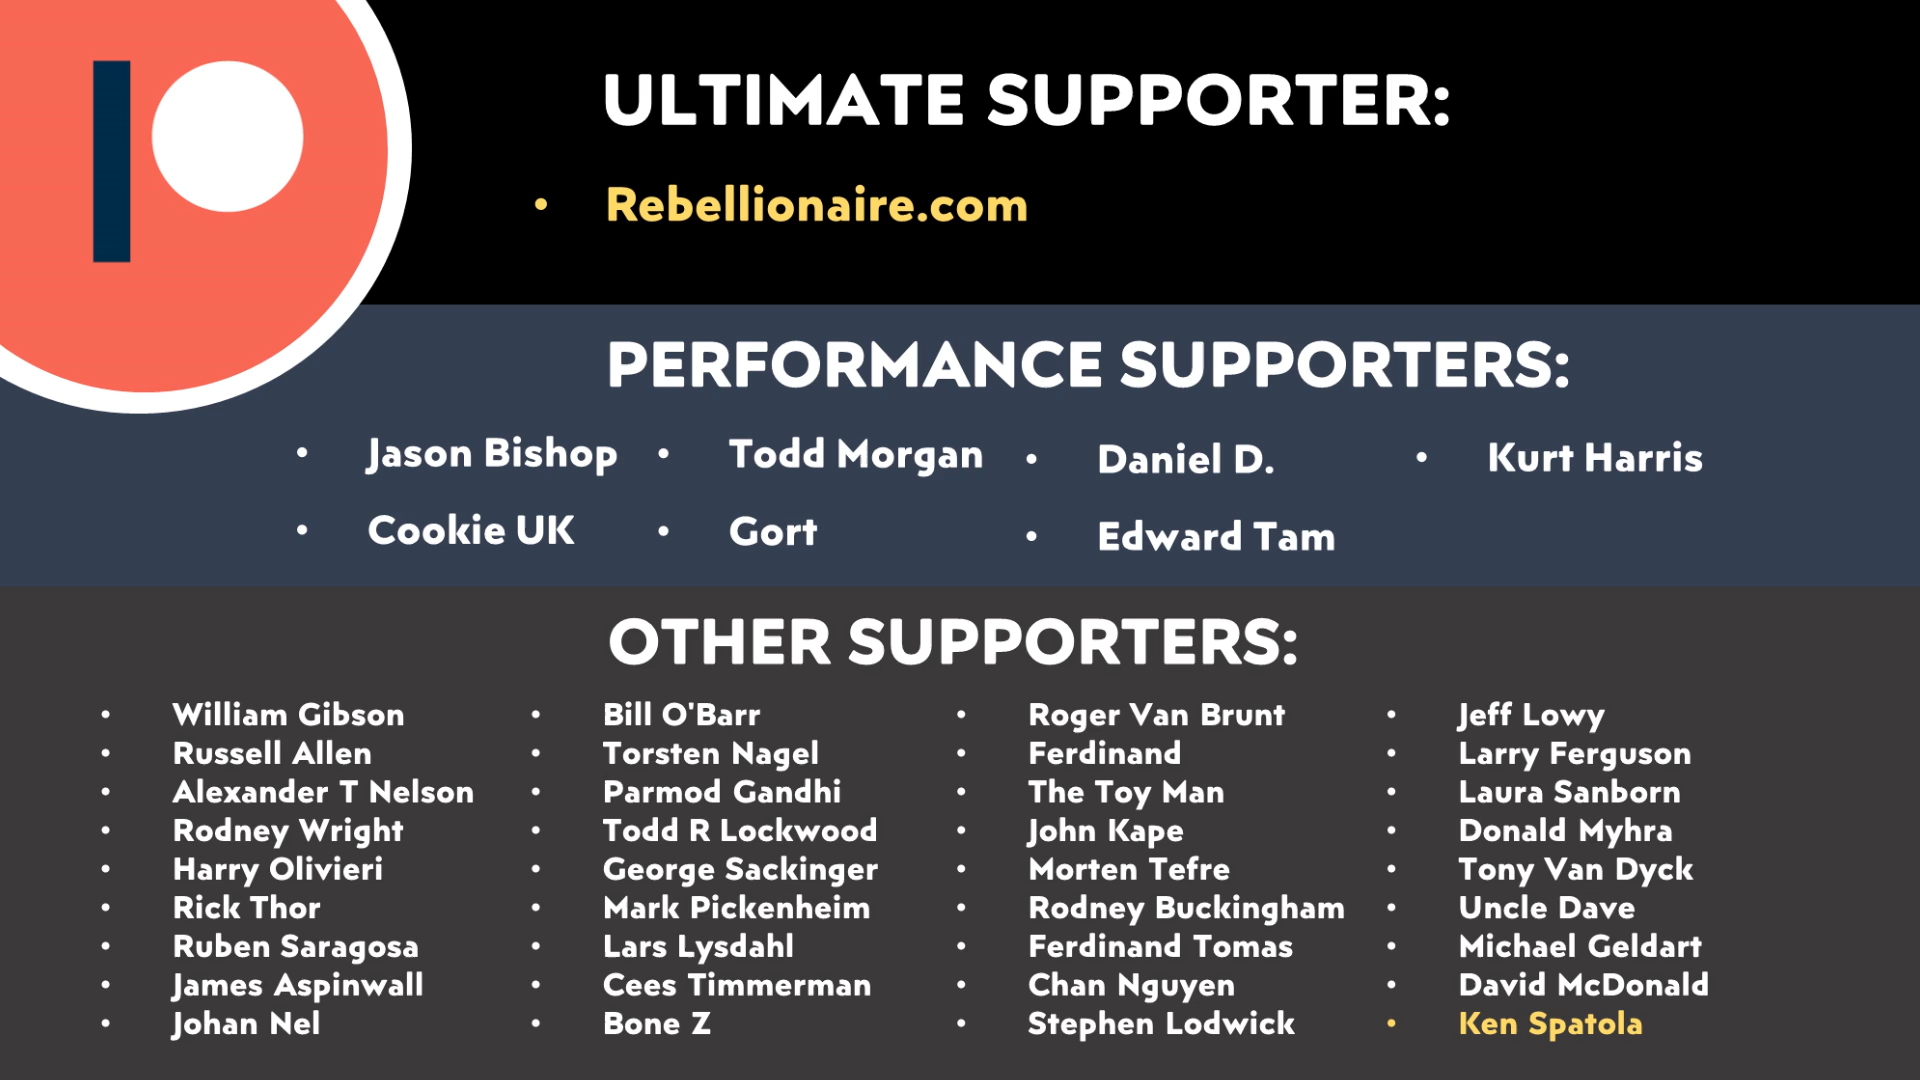 ULTIMATE SUPPORTER:
• Rebellionaire.com
PERFORMANCE SUPPORTERS:
• Jason Bishop
• Cookie UK
• Todd Morgan
• Gort
• Daniel D.
• Edward Tam
• Kurt Harris
OTHER SUPPORTERS:
• William Gibson
• Russell Allen
• Alexander T Nelson
• Rodney Wright
• Harry Olivieri
• Rick Thor
• Ruben Saragosa
• James Aspinwall
• Johan Nel
• Bill O'Barr
• Torsten Nagel
• Parmod Gandhi
• Todd R Lockwood
• George Sackinger
• Mark Pickenheim
• Lars Lysdahl
• Cees Timmerman
• Bone Z
• Roger Van Brunt
• Ferdinand
• The Toy Man
• John Kape
• Morten Tefre
• Rodney Buckingham
• Ferdinand Tomas
• Chan Nguyen
• Stephen Lodwick
• Jeff Lowy
• Larry Ferguson
• Laura Sanborn
• Donald Myhra
• Tony Van Dyck
• Uncle Dave
• Michael Geldart
• David McDonald
• Ken Spatola